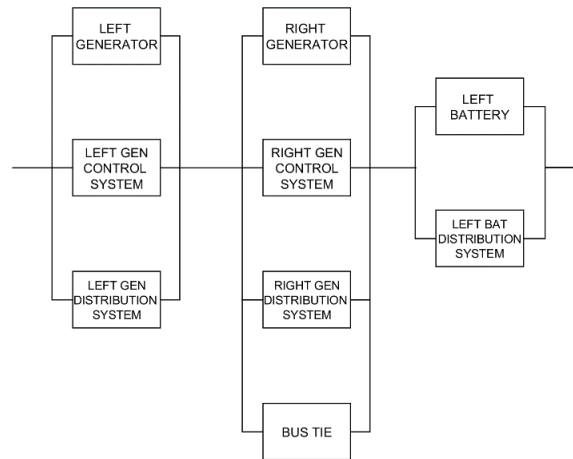 LEFT
GENERATOR
LEFT GEN
CONTROL
SYSTEM
LEFT GEN
DISTRIBUTION
SYSTEM
RIGHT
GENERATOR
RIGHT GEN
CONTROL
SYSTEM
RIGHT GEN
DISTRIBUTION
SYSTEM
BUS TIE
LEFT
BATTERY
LEFT BAT
DISTRIBUTION
SYSTEM